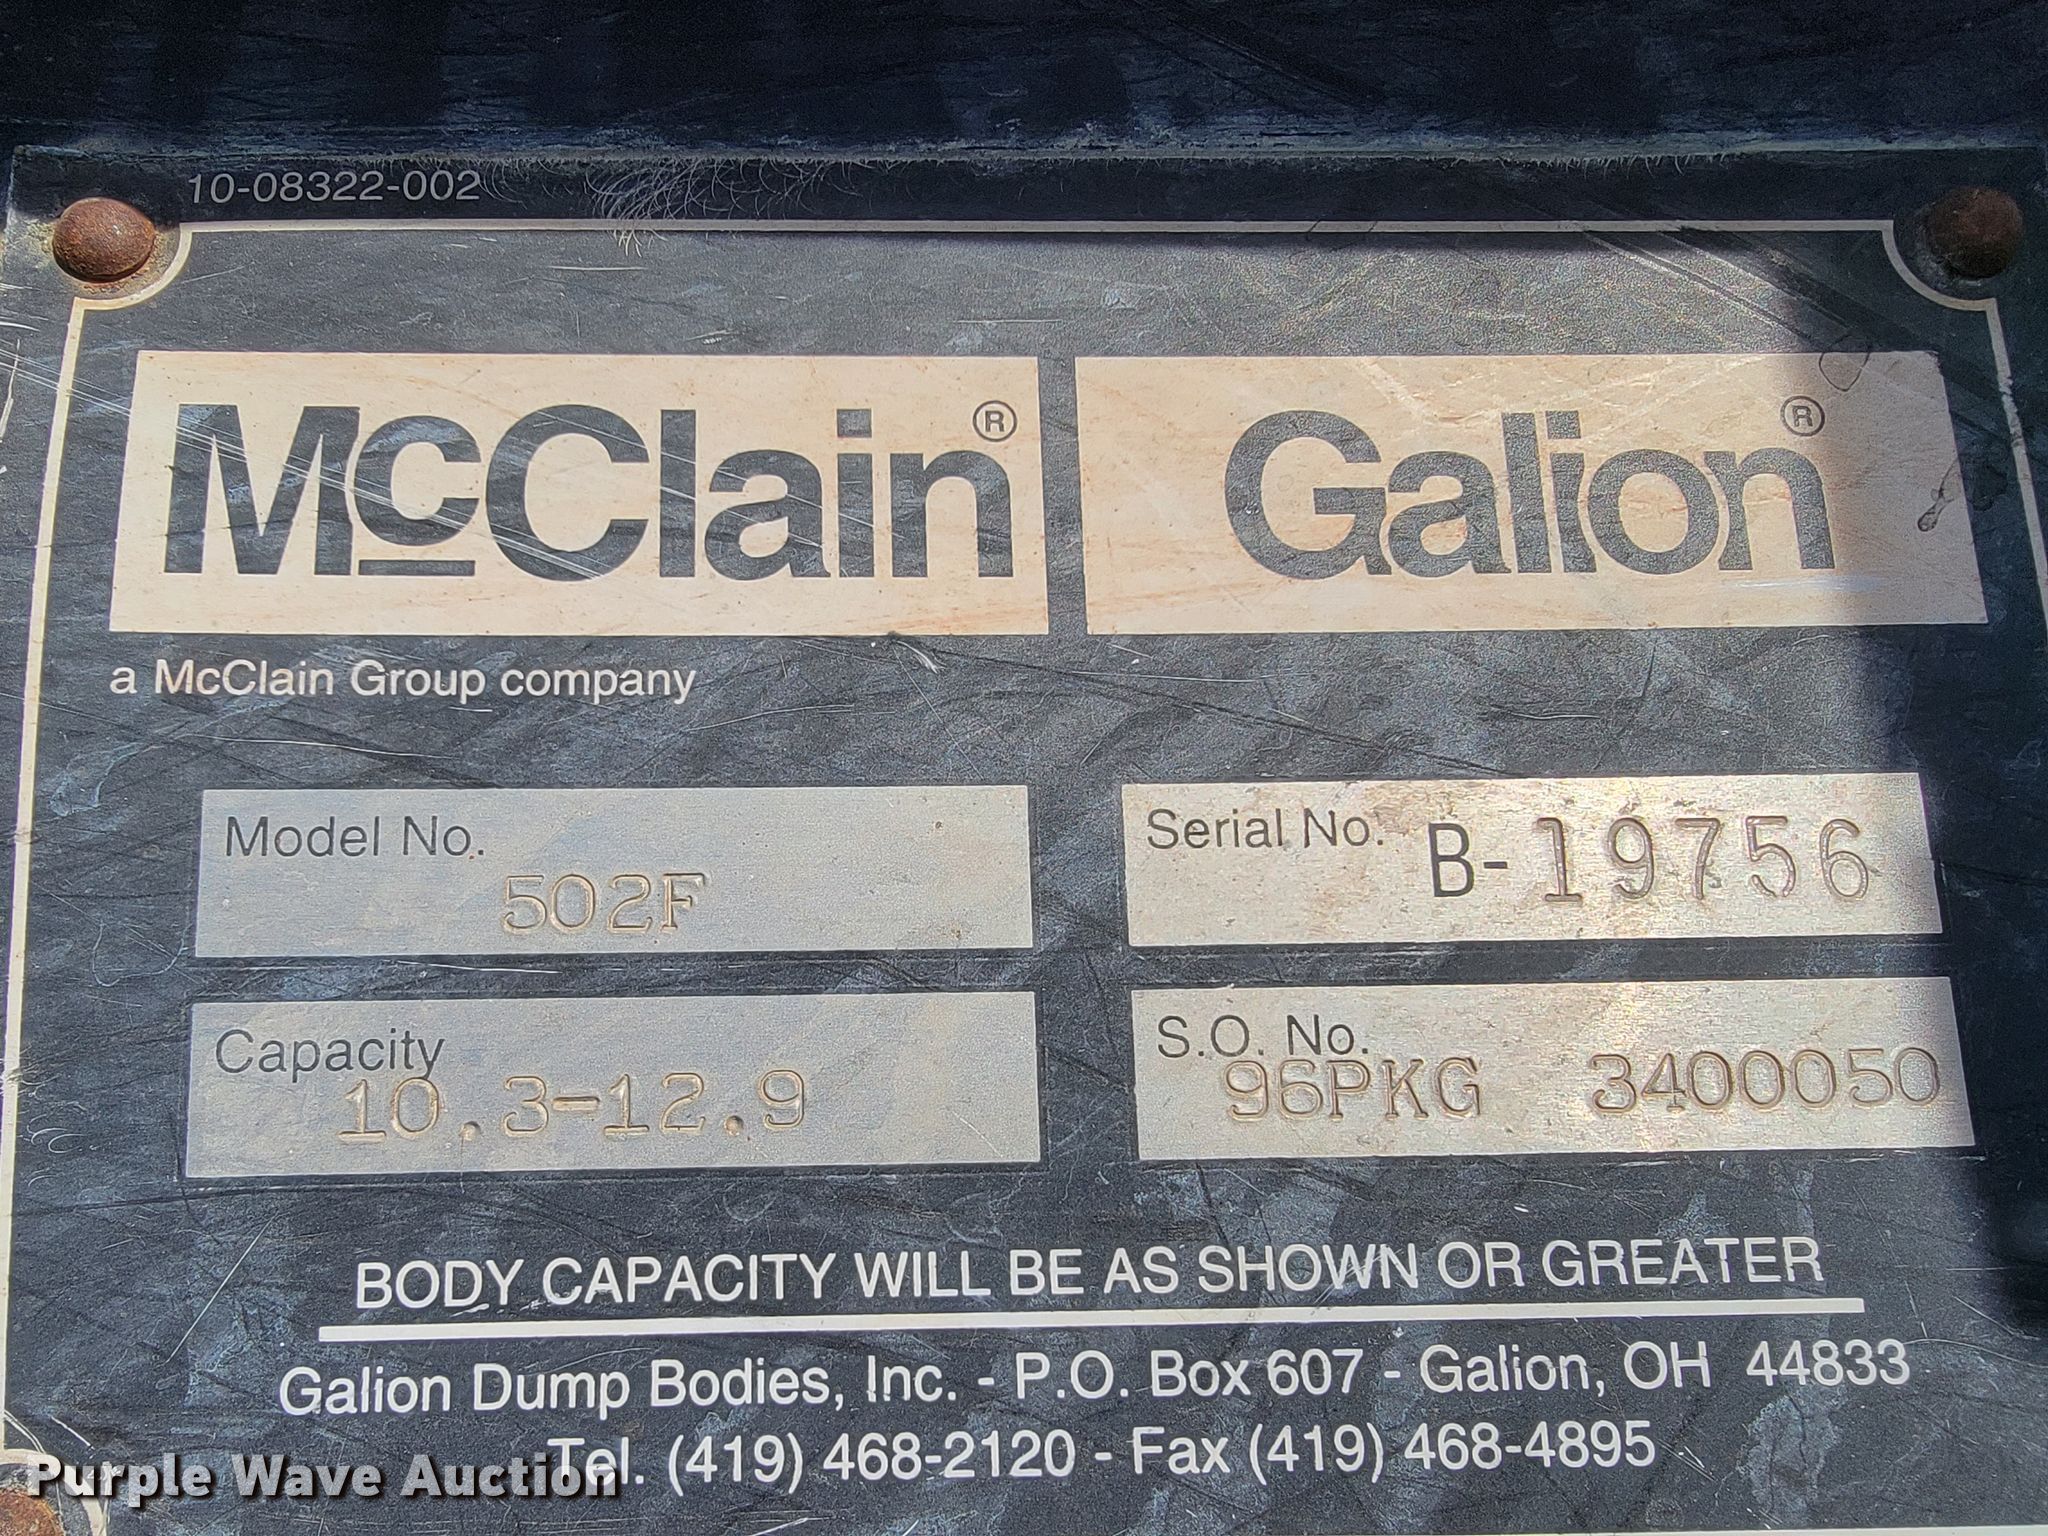 10-08322-002
McClain® Galion®
a McClain Group company
Model No. 502F
Serial No. B-19756
Capacity 10.3-12.9
S.O. No. 96PKG 3400050
BODY CAPACITY WILL BE AS SHOWN OR GREATER
Galion Dump Bodies, Inc. - P.O. Box 607 - Galion, OH 44833
Tel. (419) 468-2120 - Fax (419) 468-4895
Purple Wave Auction